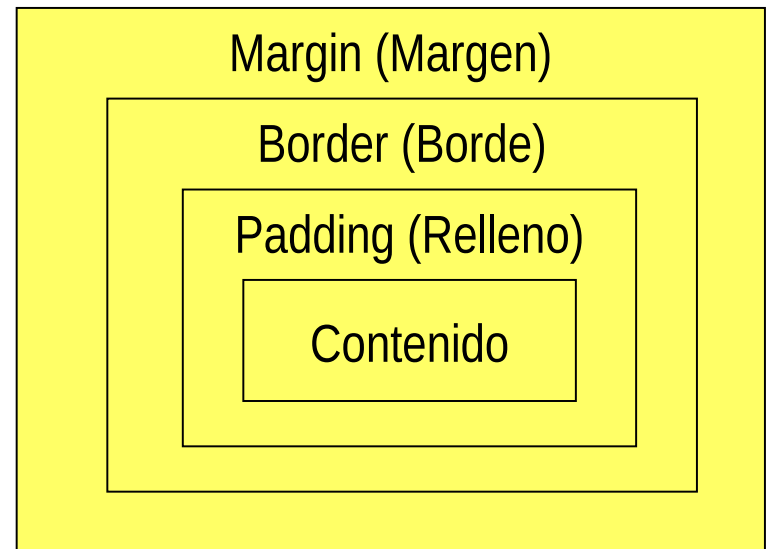 Margin (Margen)
Border (Borde)
Padding (Relleno)
Contenido